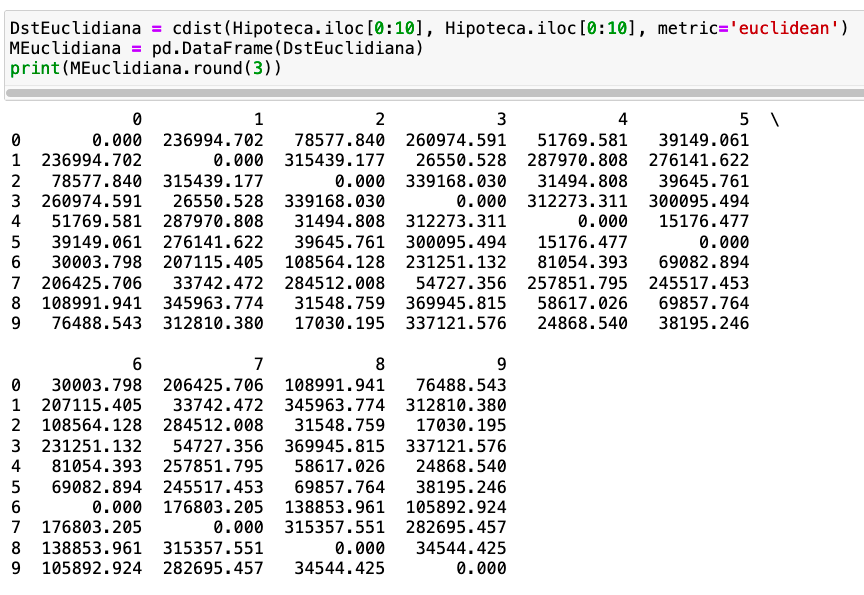 DstEuclidiana = cdist(Hipoteca.iloc[0:10], Hipoteca.iloc[0:10], metric='euclidean')
MEuclidiana = pd.DataFrame(DstEuclidiana)
print(MEuclidiana.round(3))
            0           1           2           3           4           5  \
0       0.000  236994.702   78577.840  260974.591   51769.581   39149.061
1  236994.702       0.000  315439.177   26550.528  287970.808  276141.622
2   78577.840  315439.177       0.000  339168.030   31494.808   39645.761
3  260974.591   26550.528  339168.030       0.000  312273.311  300095.494
4   51769.581  287970.808   31494.808  312273.311       0.000   15176.477
5   39149.061  276141.622   39645.761  300095.494   15176.477       0.000
6   30003.798  207115.405  108564.128  231251.132   81054.393   69082.894
7  206425.706   33742.472  284512.008   54727.356  257851.795  245517.453
8  108991.941  345963.774   31548.759  369945.815   58617.026   69857.764
9   76488.543  312810.380   17030.195  337121.576   24868.540   38195.246
            6           7           8           9
0   30003.798  206425.706  108991.941   76488.543
1  207115.405   33742.472  345963.774  312810.380
2  108564.128  284512.008   31548.759   17030.195
3  231251.132   54727.356  369945.815  337121.576
4   81054.393  257851.795   58617.026   24868.540
5   69082.894  245517.453   69857.764   38195.246
6       0.000  176803.205  138853.961  105892.924
7  176803.205       0.000  315357.551  282695.457
8  138853.961  315357.551       0.000   34544.425
9  105892.924  282695.457   34544.425       0.000